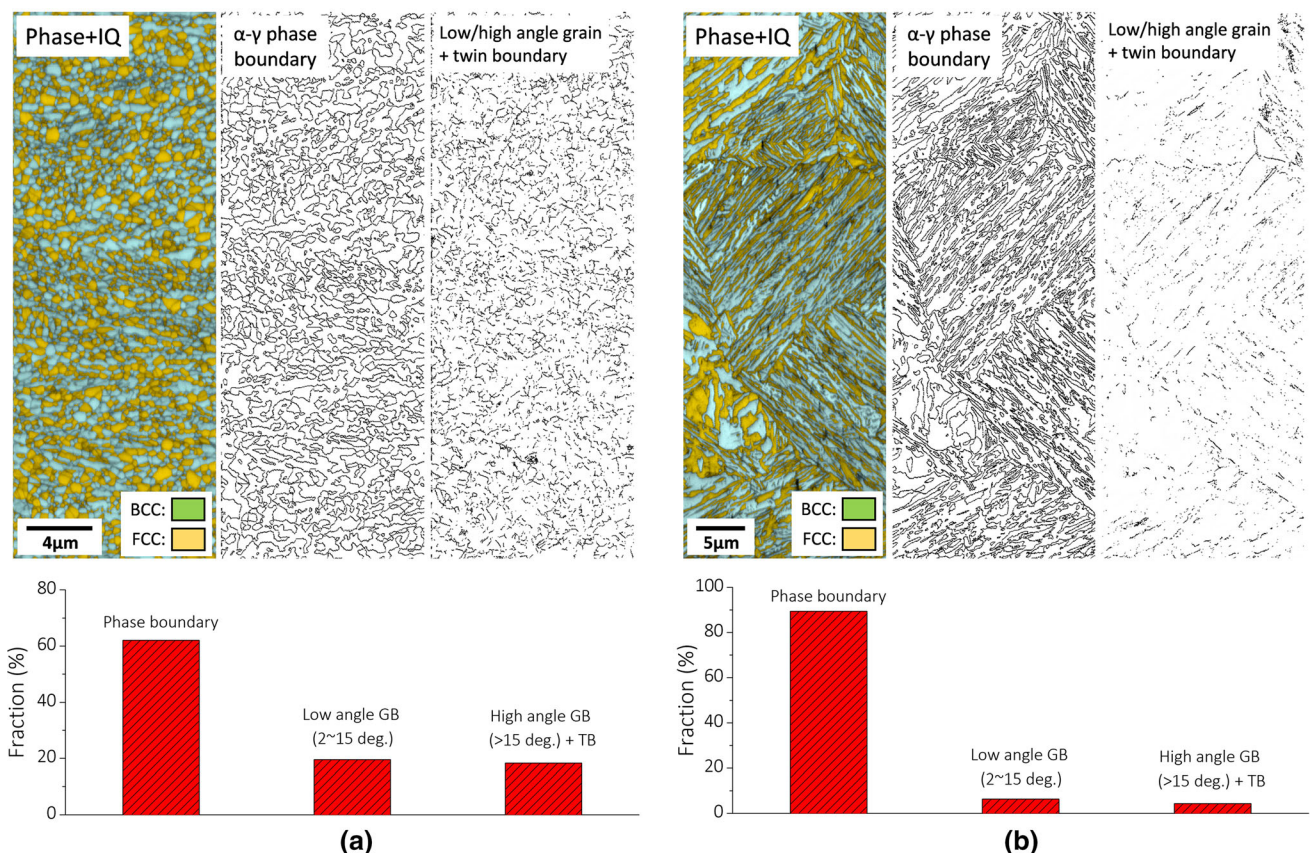 Phase+IQ
α-γ phase
boundary
Low/high angle grain
+ twin boundary
BCC:
FCC:
4μm
Phase+IQ
α-γ phase
boundary
Low/high angle grain
+ twin boundary
BCC:
FCC:
5μm
80
60
40
20
0
Fraction (%)
Phase boundary
Low angle GB
(2~15 deg.)
High angle GB
(>15 deg.) + TB
(a)
100
80
60
40
20
0
Fraction (%)
Phase boundary
Low angle GB
(2~15 deg.)
High angle GB
(>15 deg.) + TB
(b)